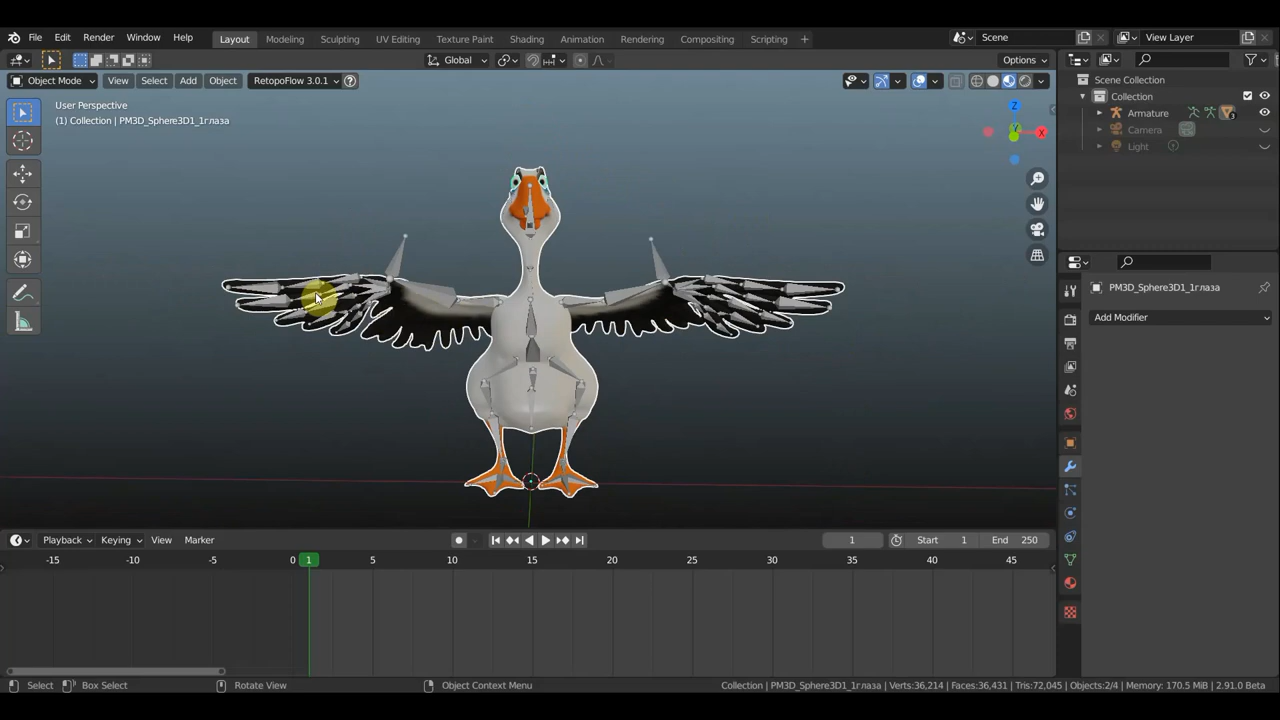 File Edit Render Window Help Layout Modeling Sculpting UV Editing Texture Paint Shading Animation Rendering Compositing Scripting + Scene View Layer
Global Options
Object Mode View Select Add Object RetopoFlow 3.0.1
User Perspective
(1) Collection | PM3D_Sphere3D1_1глаза
Z
Y
X
Scene Collection
Collection
Armature
3
Camera
Light
PM3D_Sphere3D1_1глаза
Add Modifier
Playback Keying View Marker 1 Start 1 End 250
-15 -10 -5 0 1 5 10 15 20 25 30 35 40 45
Select Box Select Rotate View Object Context Menu Collection | PM3D_Sphere3D1_1глаза | Verts:36,214 | Faces:36,431 | Tris:72,045 | Objects:2/4 | Memory: 170.5 MiB | 2.91.0 Beta